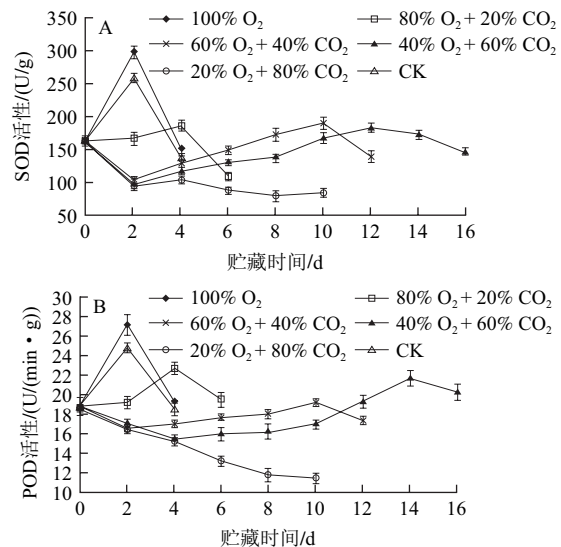 A
100% O₂
80% O₂ + 20% CO₂
60% O₂ + 40% CO₂
40% O₂ + 60% CO₂
20% O₂ + 80% CO₂
CK
350
300
250
200
150
100
50
SOD活性/(U/g)
0 2 4 6 8 10 12 14 16
贮藏时间/d
B
100% O₂
80% O₂ + 20% CO₂
60% O₂ + 40% CO₂
40% O₂ + 60% CO₂
20% O₂ + 80% CO₂
CK
30
28
26
24
22
20
18
16
14
12
10
POD活性/(U/(min·g))
0 2 4 6 8 10 12 14 16
贮藏时间/d